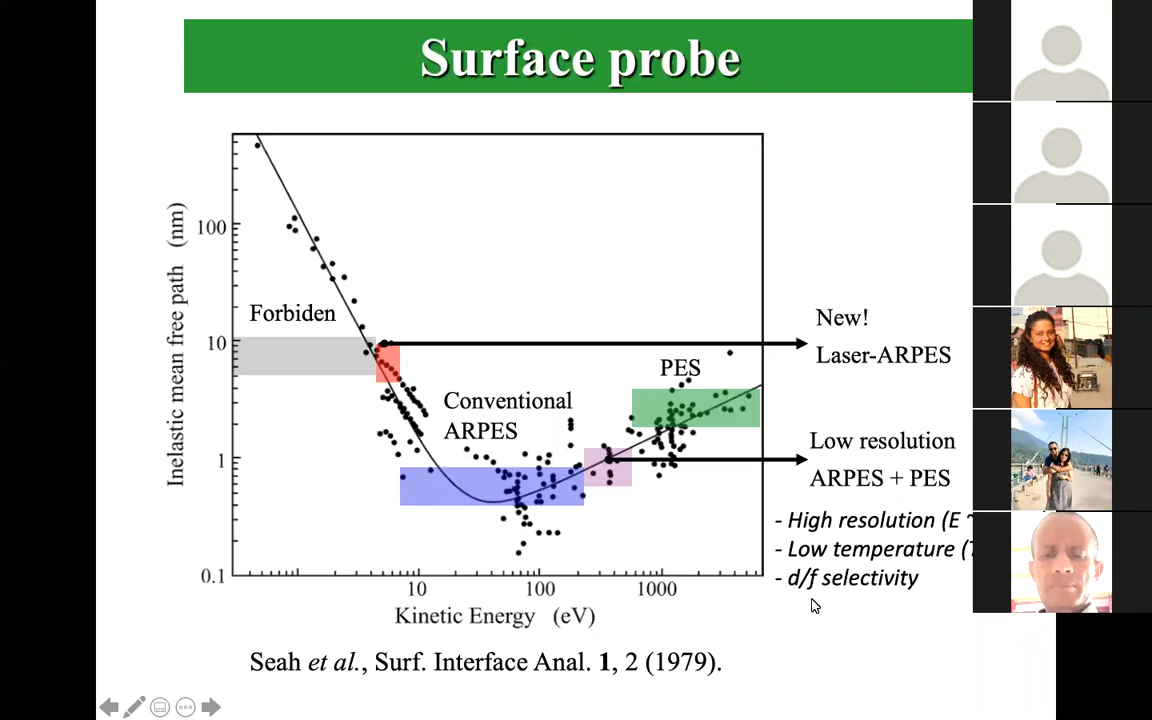 Surface probe
Inelastic mean free path (nm)
100
10
1
0.1
10
100
1000
Kinetic Energy (eV)
Forbiden
Conventional
ARPES
PES
New!
Laser-ARPES
Low resolution
ARPES + PES
- High resolution (E ~
- Low temperature (T
- d/f selectivity
Seah et al., Surf. Interface Anal. 1, 2 (1979).